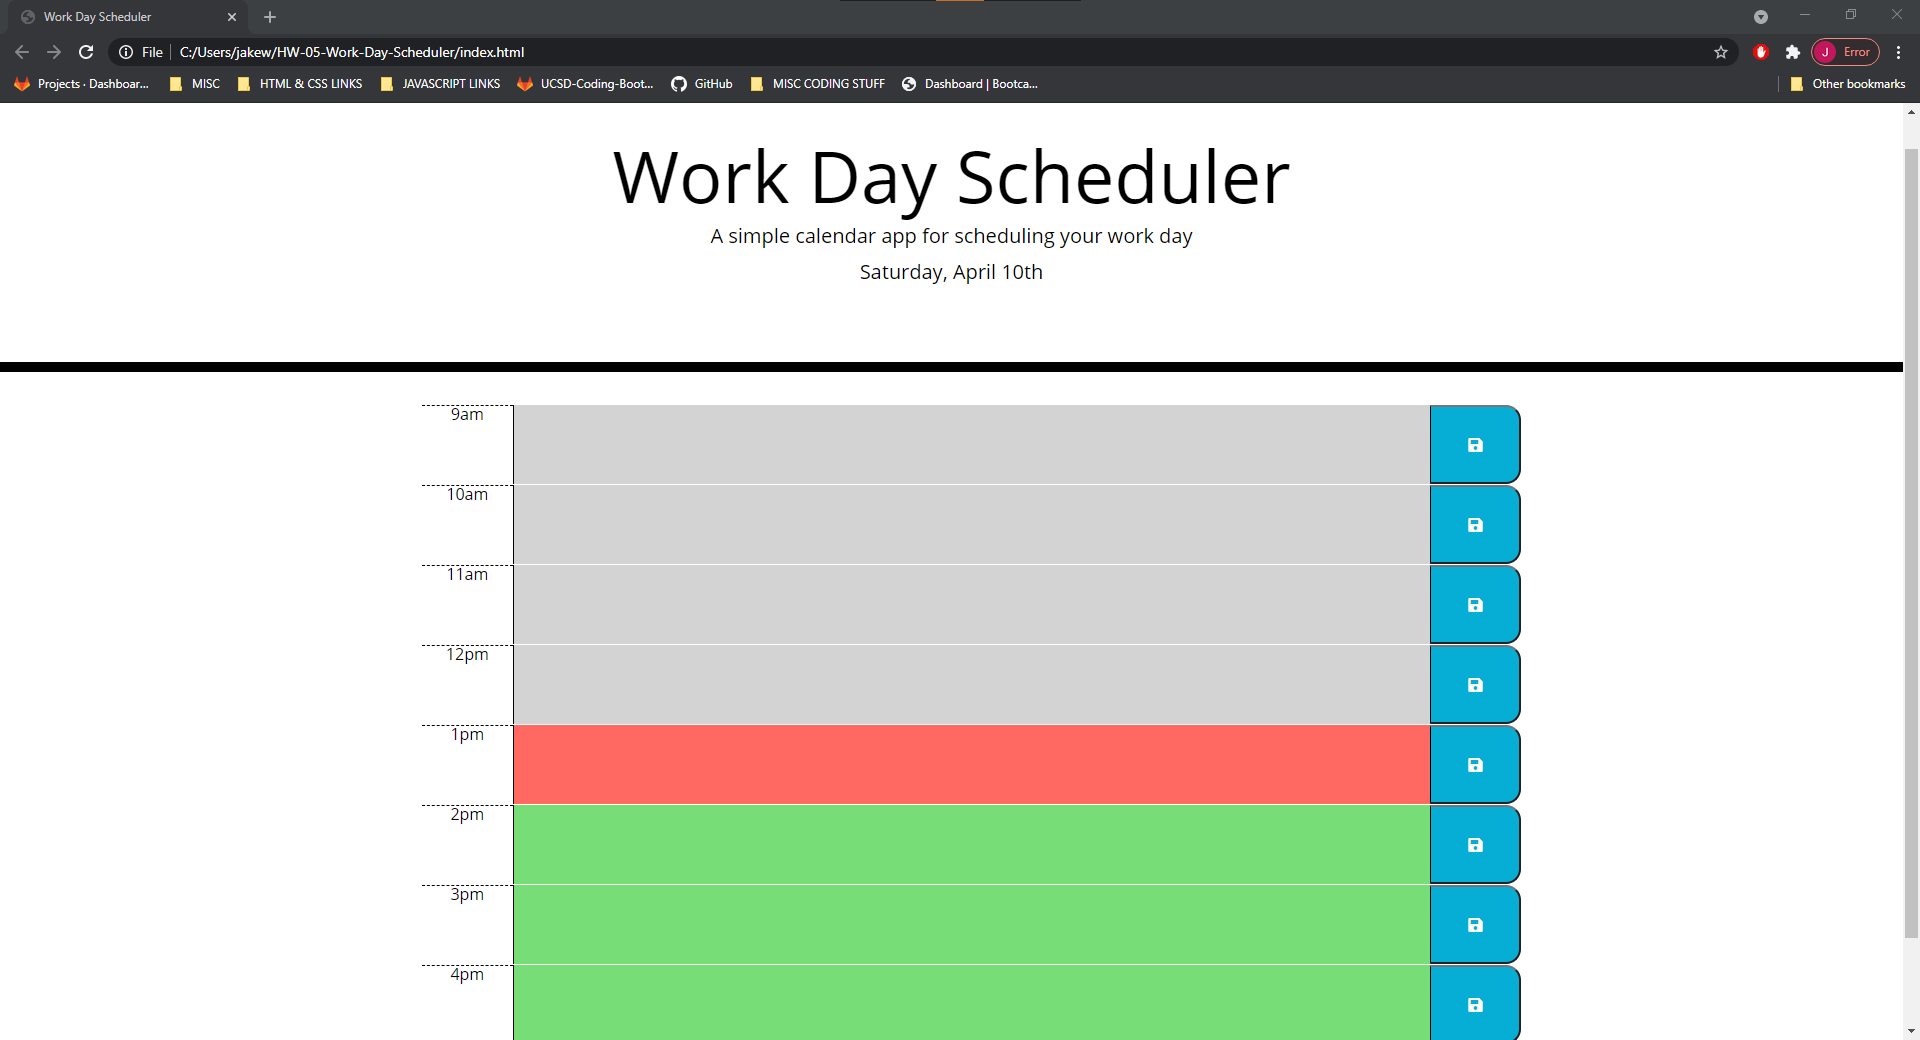 Work Day Scheduler
File C:/Users/jakew/HW-05-Work-Day-Scheduler/index.html J Error
Projects · Dashboar... MISC HTML & CSS LINKS JAVASCRIPT LINKS UCSD-Coding-Boot... GitHub MISC CODING STUFF Dashboard | Bootca... Other bookmarks
Work Day Scheduler
A simple calendar app for scheduling your work day
Saturday, April 10th
9am
10am
11am
12pm
1pm
2pm
3pm
4pm